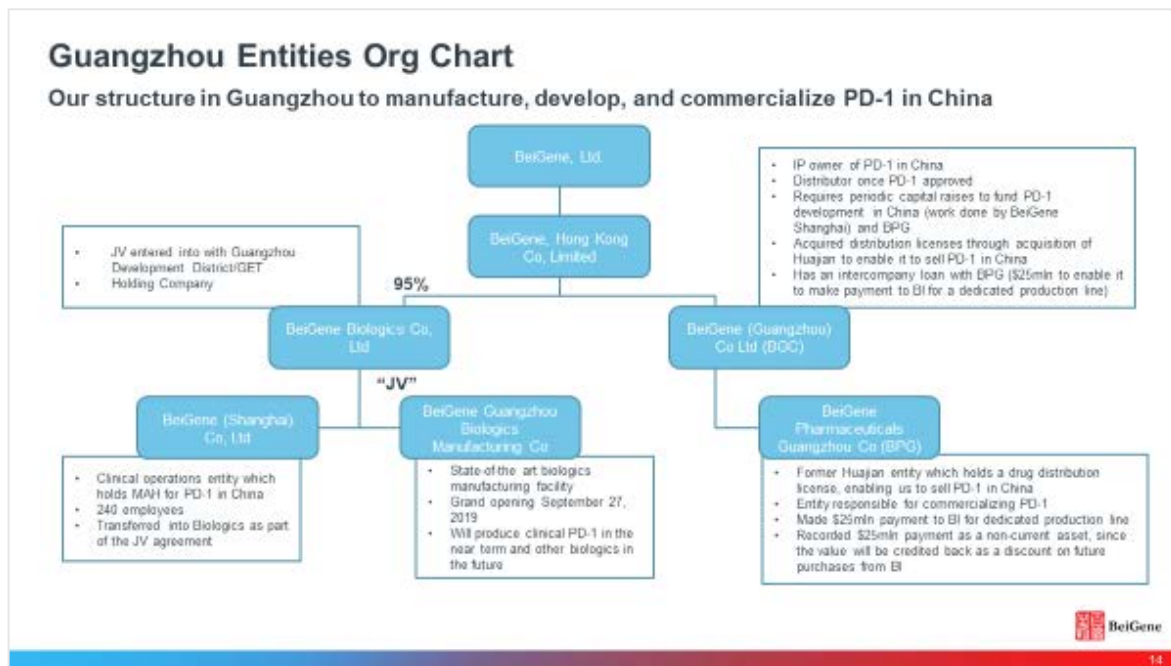 Guangzhou Entities Org Chart
Our structure in Guangzhou to manufacture, develop, and commercialize PD-1 in China
BeiGene, Ltd.
BeiGene, Hong Kong
Co, Limited
• IP owner of PD-1 in China
• Distributor once PD-1 approved
• Requires periodic capital raises to fund PD-1
development in China (work done by BeiGene
Shanghai) and BPG
• Acquired distribution licenses through acquisition of
Huajian to enable it to sell PD-1 in China
• Has an intercompany loan with BPG ($25mln to enable it
to make payment to BI for a dedicated production line)
• JV entered into with Guangzhou
Development District/GET
• Holding Company
95%
BeiGene Biologics Co,
Ltd
BeiGene (Guangzhou)
Co Ltd (BGC)
“JV”
BeiGene (Shanghai)
Co, Ltd
BeiGene Guangzhou
Biologics
Manufacturing Co
BeiGene
Pharmaceuticals
Guangzhou Co (BPG)
• Clinical operations entity which
holds MAH for PD-1 in China
• 240 employees
• Transferred into Biologics as part
of the JV agreement
• State-of-the art biologics
manufacturing facility
• Grand opening September 27,
2019
• Will produce clinical PD-1 in the
near term and other biologics in
the future
• Former Huajian entity which holds a drug distribution
license, enabling us to sell PD-1 in China
• Entity responsible for commercializing PD-1
• Made $25mln payment to BI for dedicated production line
• Recorded $25mln payment as a non-current asset, since
the value will be credited back as a discount on future
purchases from BI
BeiGene
14